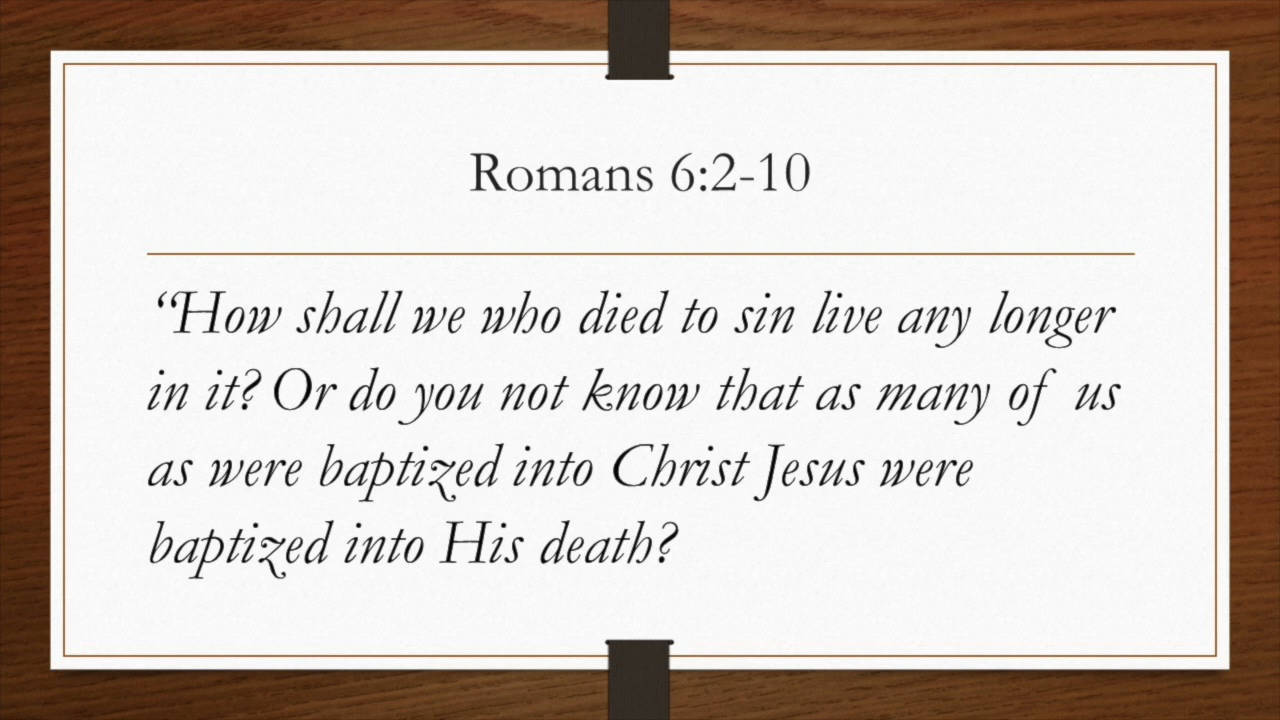 Romans 6:2-10
“How shall we who died to sin live any longer
in it? Or do you not know that as many of us
as were baptized into Christ Jesus were
baptized into His death?